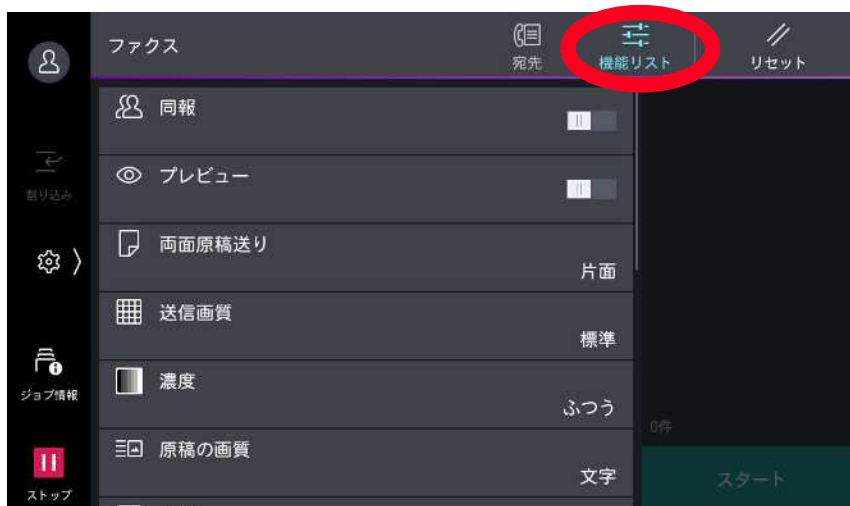 ファクス
宛先
機能リスト
リセット
同報
プレビュー
割り込み
両面原稿送り
片面
送信画質
標準
ジョブ情報
濃度
ふつう
0件
原稿の画質
文字
スタート
ストップ